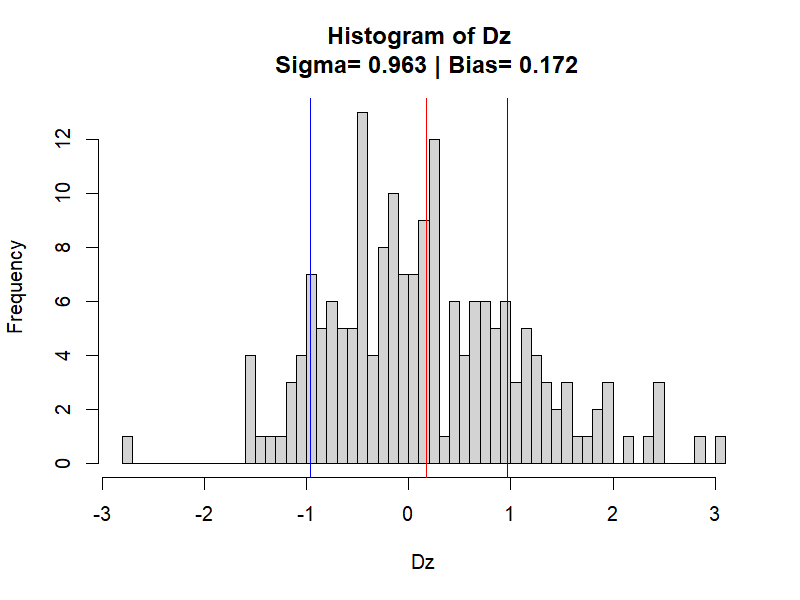 Histogram of Dz
Sigma= 0.963 | Bias= 0.172
Frequency
12
10
8
6
4
2
0
-3 -2 -1 0 1 2 3
Dz